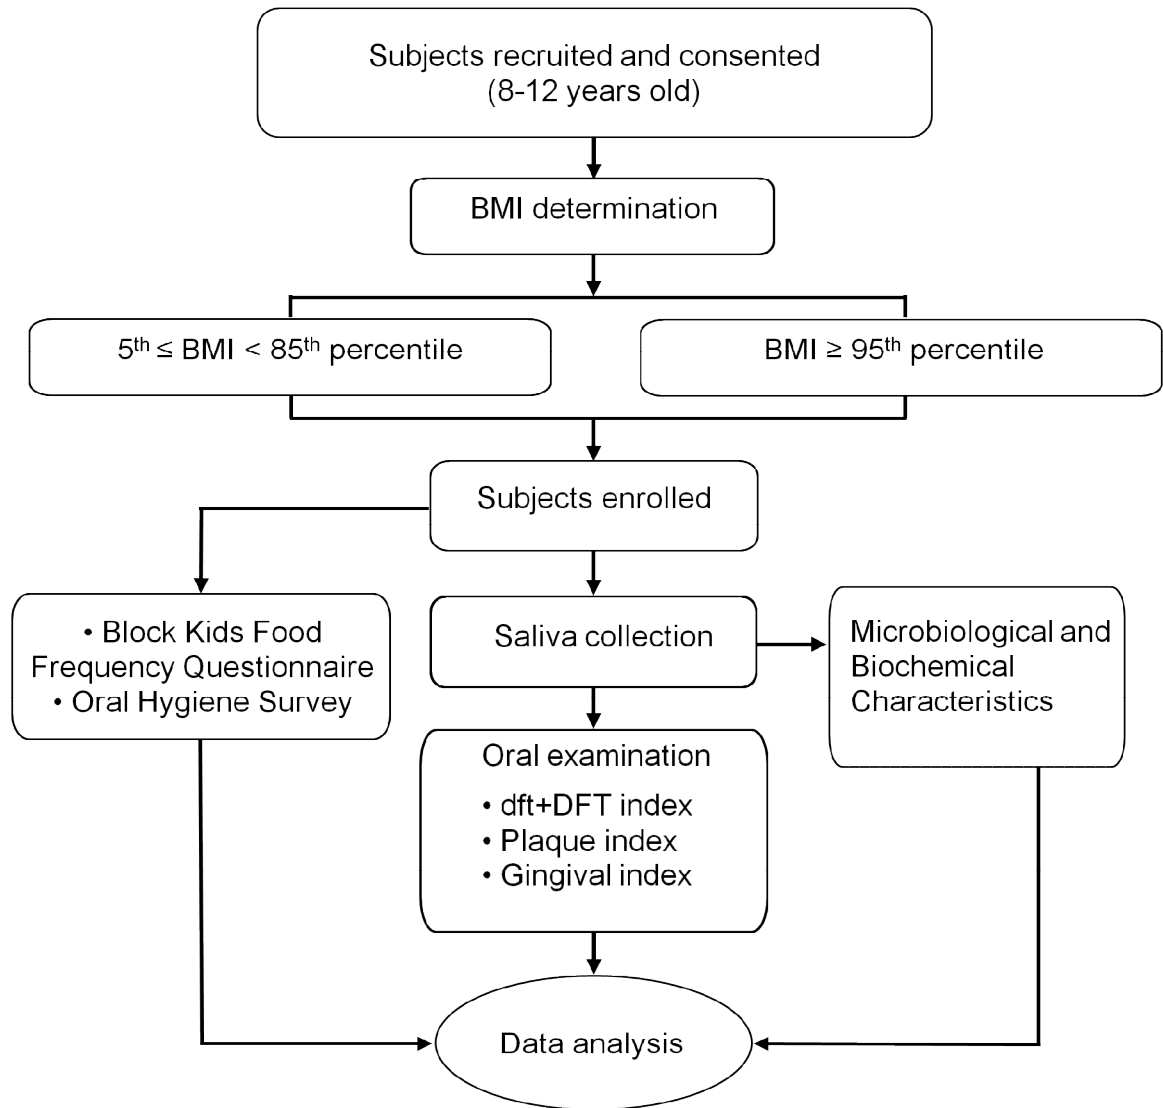 Subjects recruited and consented
(8-12 years old)
BMI determination
5th ≤ BMI < 85th percentile
BMI ≥ 95th percentile
Subjects enrolled
• Block Kids Food
Frequency Questionnaire
• Oral Hygiene Survey
Saliva collection
Microbiological and
Biochemical
Characteristics
Oral examination
• dft+DFT index
• Plaque index
• Gingival index
Data analysis